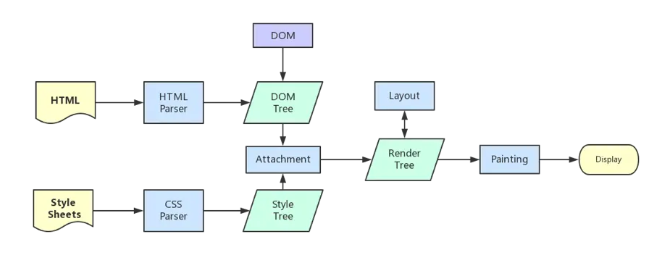 DOM
HTML
HTML
Parser
DOM
Tree
Layout
Attachment
Render
Tree
Painting
Display
Style
Sheets
CSS
Parser
Style
Tree